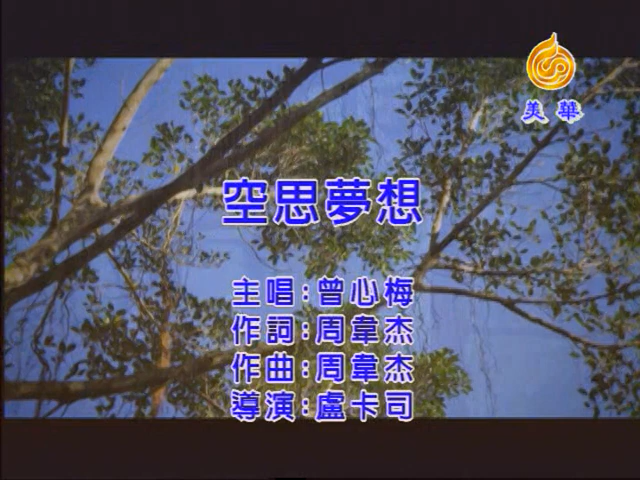 美華
空思夢想
主唱:曾心梅
作詞:周韋杰
作曲:周韋杰
導演:盧卡司